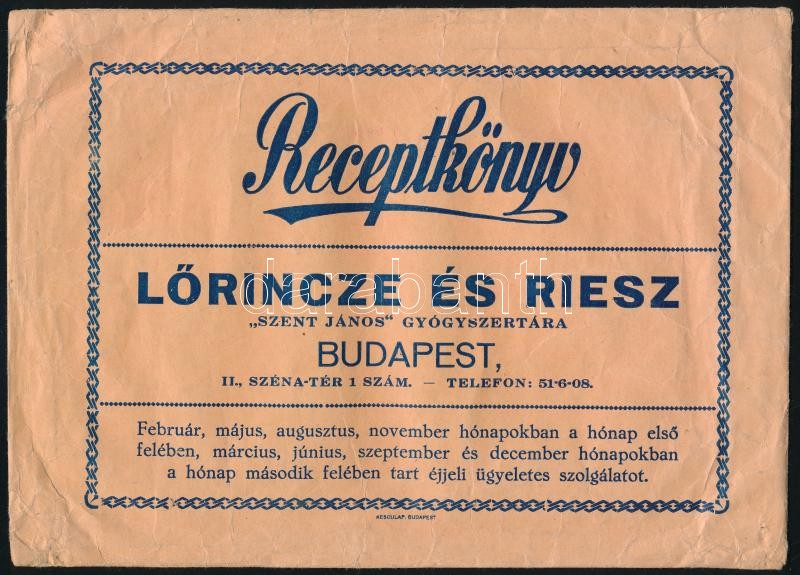 Receptkönyv
LŐRINCZE ÉS RIESZ
„SZENT JÁNOS“ GYÓGYSZERTÁRA
BUDAPEST,
II., SZÉNA-TÉR 1 SZÁM. — TELEFON: 51-6-08.
Február, május, augusztus, november hónapokban a hónap első
felében, március, június, szeptember és december hónapokban
a hónap második felében tart éjjeli ügyeletes szolgálatot.
AESCULAP. BUDAPEST
darabanth